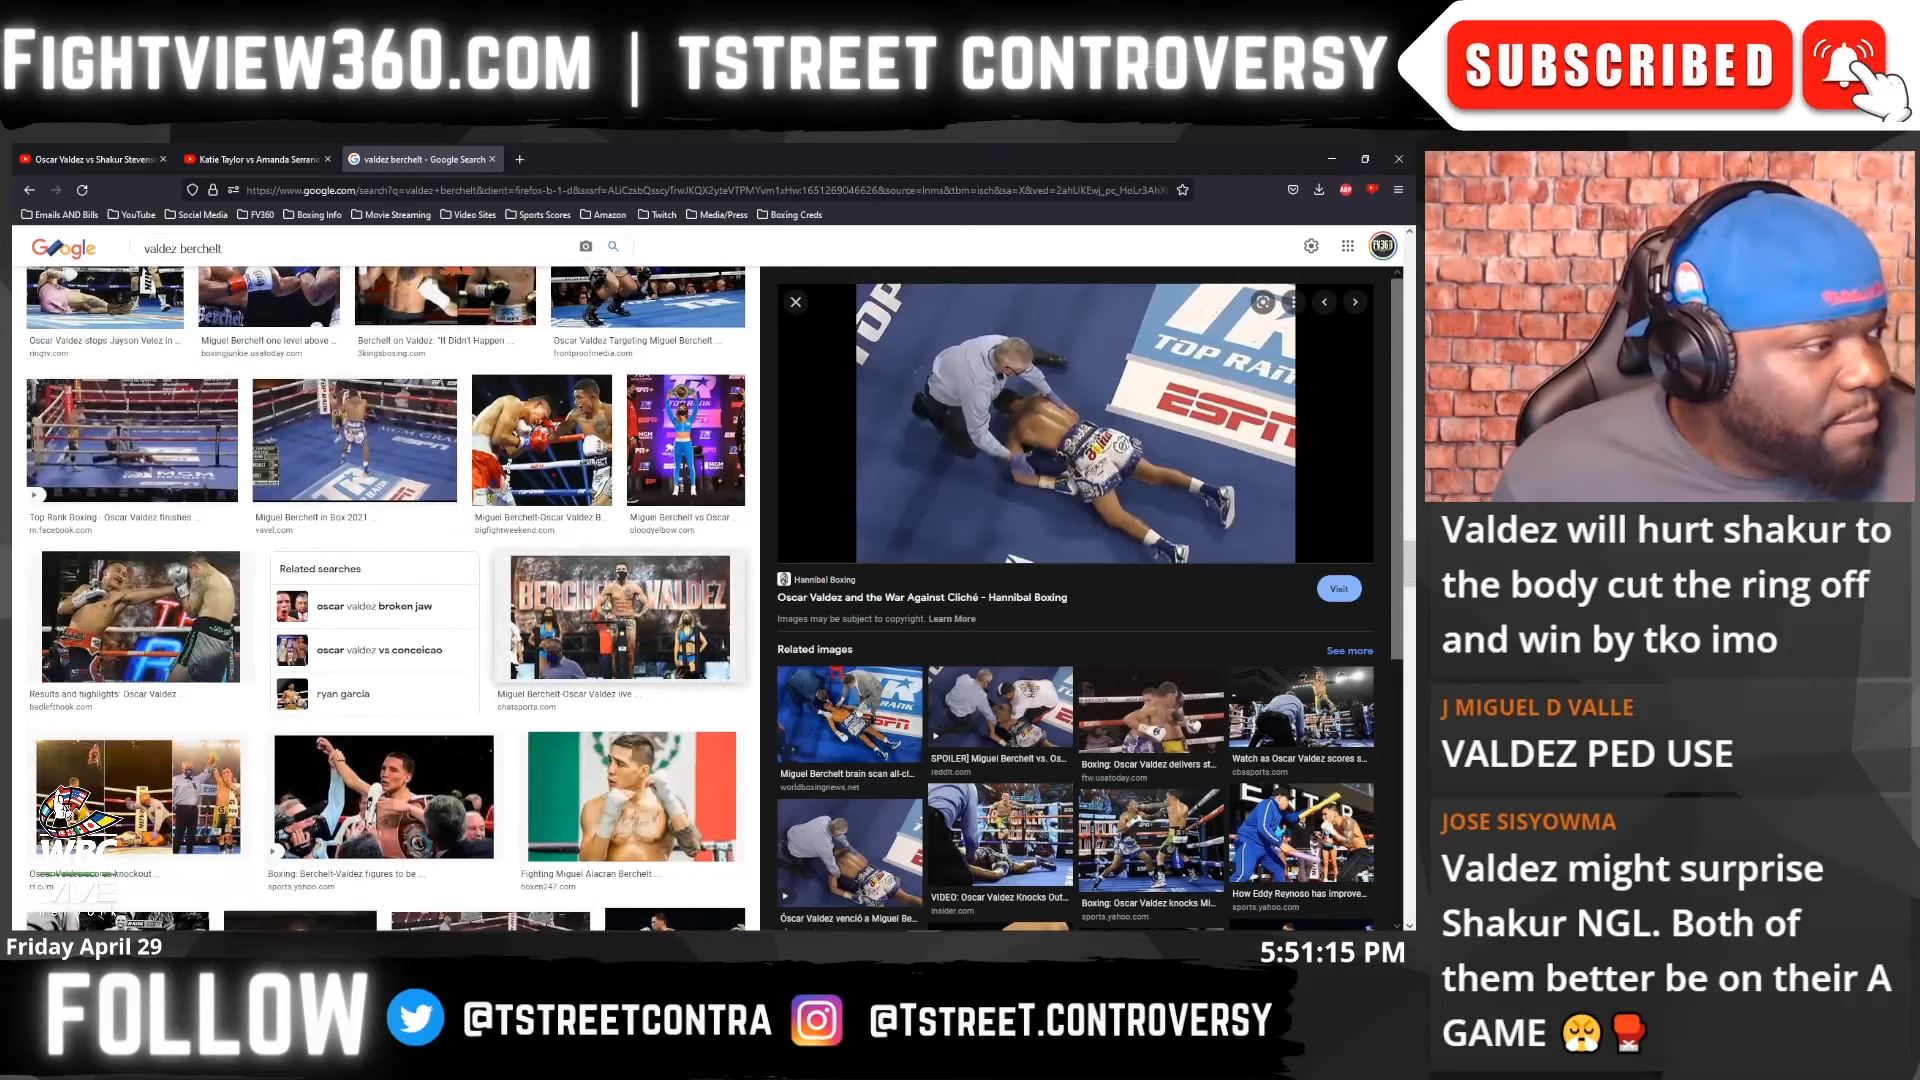 FIGHTVIEW360.COM | TSTREET CONTROVERSY
SUBSCRIBED
Oscar Valdez vs Shakur Stevens
Katie Taylor vs Amanda Serrano
valdez berchelt - Google Search
Emails AND Bills
YouTube
Social Media
FV360
Boxing Info
Movie Streaming
Video Sites
Sports Scores
Amazon
Twitch
Media/Press
Boxing Creds
Google
valdez berchelt
FV360
Oscar Valdez stops Jayson Velez in ...
ringtv.com
Miguel Berchelt one level above ...
boxingjunkie.usatoday.com
Berchelt on Valdez: "It Didn't Happen ...
3kingsboxing.com
Oscar Valdez Targeting Miguel Berchelt ...
frontproofmedia.com
Top Rank Boxing - Oscar Valdez finishes ...
m.facebook.com
Miguel Berchelt in Box 2021 ...
vavel.com
Miguel Berchelt-Oscar Valdez B...
bigfightweekend.com
Miguel Berchelt vs Oscar ...
bloodyelbow.com
Results and highlights: Oscar Valdez ...
badlefthook.com
Related searches
oscar valdez broken jaw
oscar valdez vs conceicao
ryan garcia
BERCHELT VALDEZ
Miguel Berchelt-Oscar Valdez live ...
chatsports.com
rt.com
Boxing: Berchelt-Valdez figures to be ...
sports.yahoo.com
Fighting Miguel Alacran Berchelt ...
boxen247.com
TOP
TR
TOP RANK
ESPN
Hannibal Boxing
Oscar Valdez and the War Against Cliché - Hannibal Boxing
Visit
Images may be subject to copyright. Learn More
Related images
See more
Miguel Berchelt brain scan all-cl...
worldboxingnews.net
SPOILER] Miguel Berchelt vs. Os...
reddit.com
Boxing: Oscar Valdez delivers st...
ftw.usatoday.com
Watch as Oscar Valdez scores s...
cbssports.com
Óscar Valdez venció a Miguel Be...
VIDEO: Oscar Valdez Knocks Out...
insider.com
Boxing: Oscar Valdez knocks Mi...
sports.yahoo.com
How Eddy Reynoso has improve...
sports.yahoo.com
Valdez will hurt shakur to
the body cut the ring off
and win by tko imo
J MIGUEL D VALLE
VALDEZ PED USE
JOSE SISYOWMA
Valdez might surprise
Shakur NGL. Both of
them better be on their A
GAME 😤🥊
Friday April 29
5:51:15 PM
FOLLOW
@TSTREETCONTRA
@TSTREET.CONTROVERSY